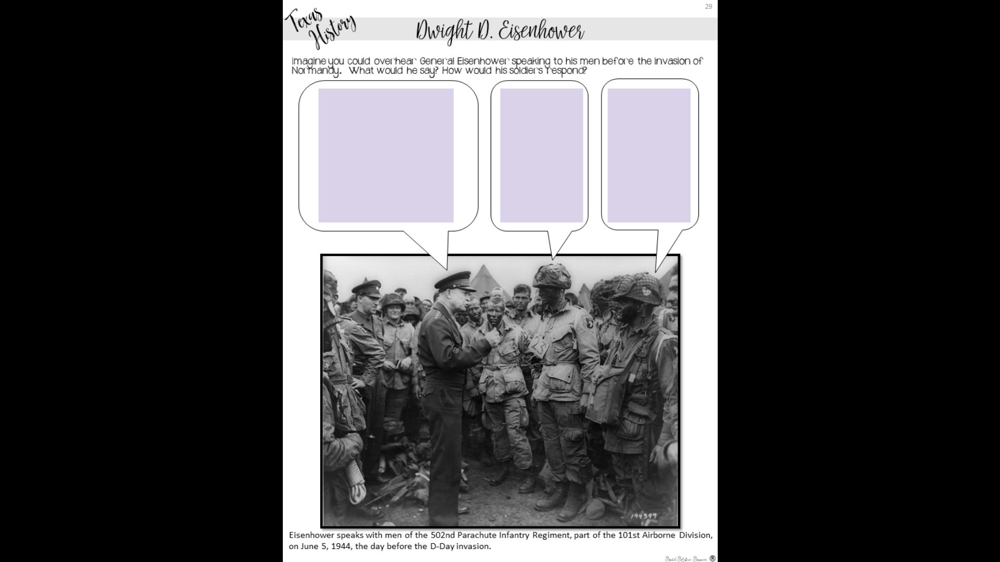 29
Texas
History
Dwight D. Eisenhower
Imagine you could overhear General Eisenhower speaking to his men before the invasion of
Normandy. What would he say? How would his soldiers respond?
23
194399
Eisenhower speaks with men of the 502nd Parachute Infantry Regiment, part of the 101st Airborne Division,
on June 5, 1944, the day before the D-Day invasion.
®